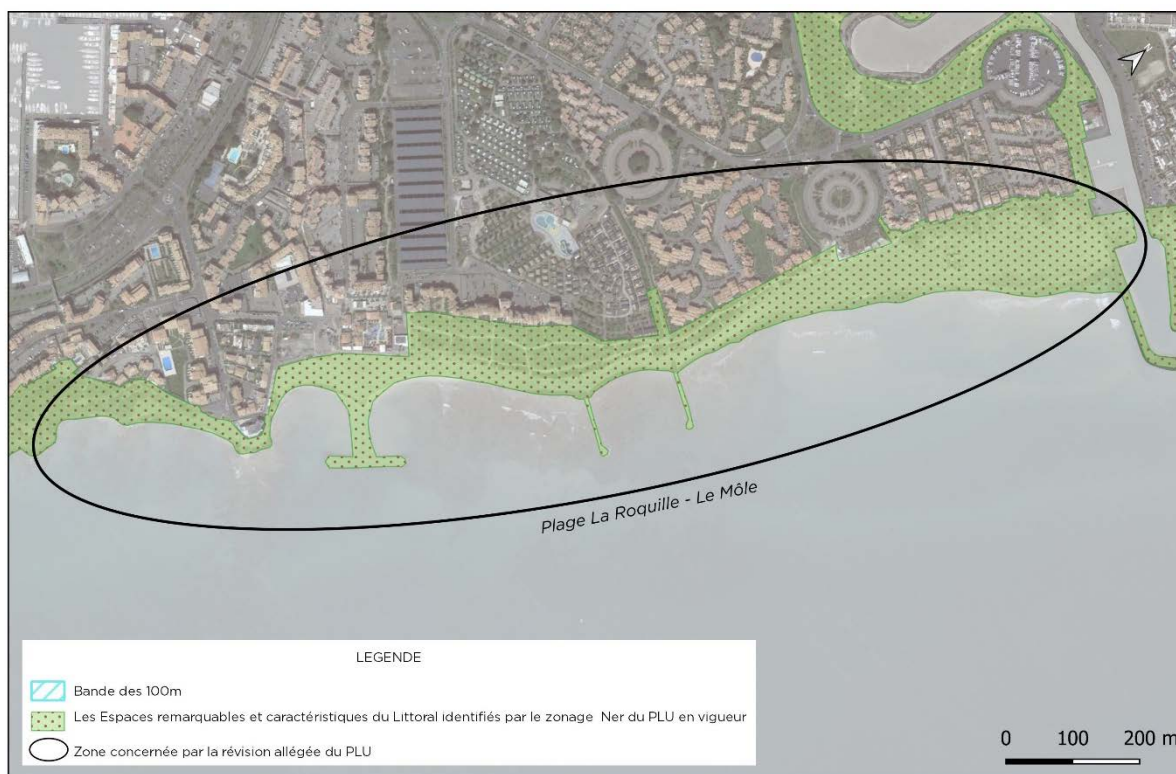 Plage La Roquille - Le Môle
LEGENDE
Bande des 100m
Les Espaces remarquables et caractéristiques du Littoral identifiés par le zonage Ner du PLU en vigueur
Zone concernée par la révision allégée du PLU
0 100 200 m